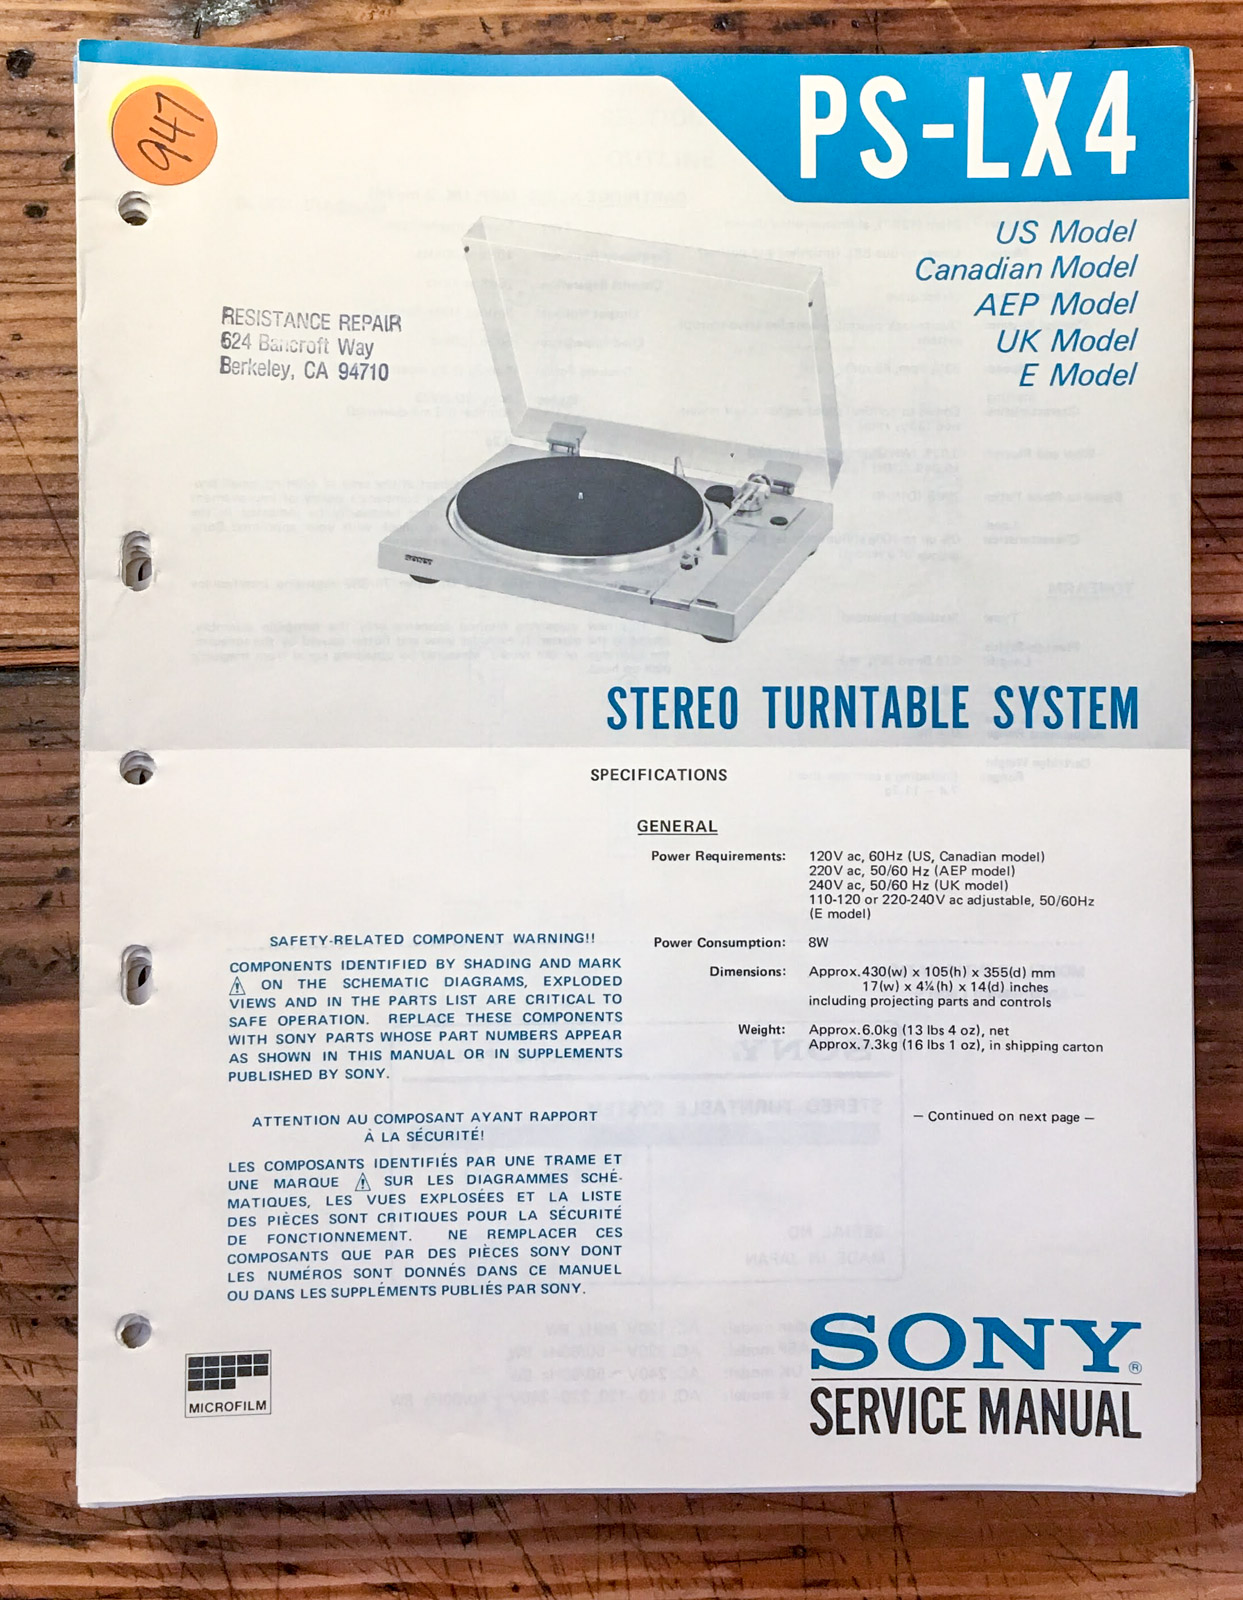 947
PS-LX4
US Model
Canadian Model
AEP Model
UK Model
E Model
RESISTANCE REPAIR
624 Bancroft Way
Berkeley, CA 94710
SONY
STEREO TURNTABLE SYSTEM
SPECIFICATIONS
GENERAL
Power Requirements: 120V ac, 60Hz (US, Canadian model)
220V ac, 50/60 Hz (AEP model)
240V ac, 50/60 Hz (UK model)
110-120 or 220-240V ac adjustable, 50/60Hz
(E model)
Power Consumption: 8W
Dimensions: Approx. 430(w) x 105(h) x 355(d) mm
17(w) x 4¼(h) x 14(d) inches
including projecting parts and controls
Weight: Approx. 6.0kg (13 lbs 4 oz), net
Approx. 7.3kg (16 lbs 1 oz), in shipping carton
— Continued on next page —
SAFETY-RELATED COMPONENT WARNING!!
COMPONENTS IDENTIFIED BY SHADING AND MARK
⚠ ON THE SCHEMATIC DIAGRAMS, EXPLODED
VIEWS AND IN THE PARTS LIST ARE CRITICAL TO
SAFE OPERATION. REPLACE THESE COMPONENTS
WITH SONY PARTS WHOSE PART NUMBERS APPEAR
AS SHOWN IN THIS MANUAL OR IN SUPPLEMENTS
PUBLISHED BY SONY.
ATTENTION AU COMPOSANT AYANT RAPPORT
À LA SÉCURITÉ!
LES COMPOSANTS IDENTIFIÉS PAR UNE TRAME ET
UNE MARQUE ⚠ SUR LES DIAGRAMMES SCHÉ-
MATIQUES, LES VUES EXPLOSÉES ET LA LISTE
DES PIÈCES SONT CRITIQUES POUR LA SÉCURITÉ
DE FONCTIONNEMENT. NE REMPLACER CES
COMPOSANTS QUE PAR DES PIÈCES SONY DONT
LES NUMÉROS SONT DONNÉS DANS CE MANUEL
OU DANS LES SUPPLÉMENTS PUBLIÉS PAR SONY.
MICROFILM
SONY®
SERVICE MANUAL